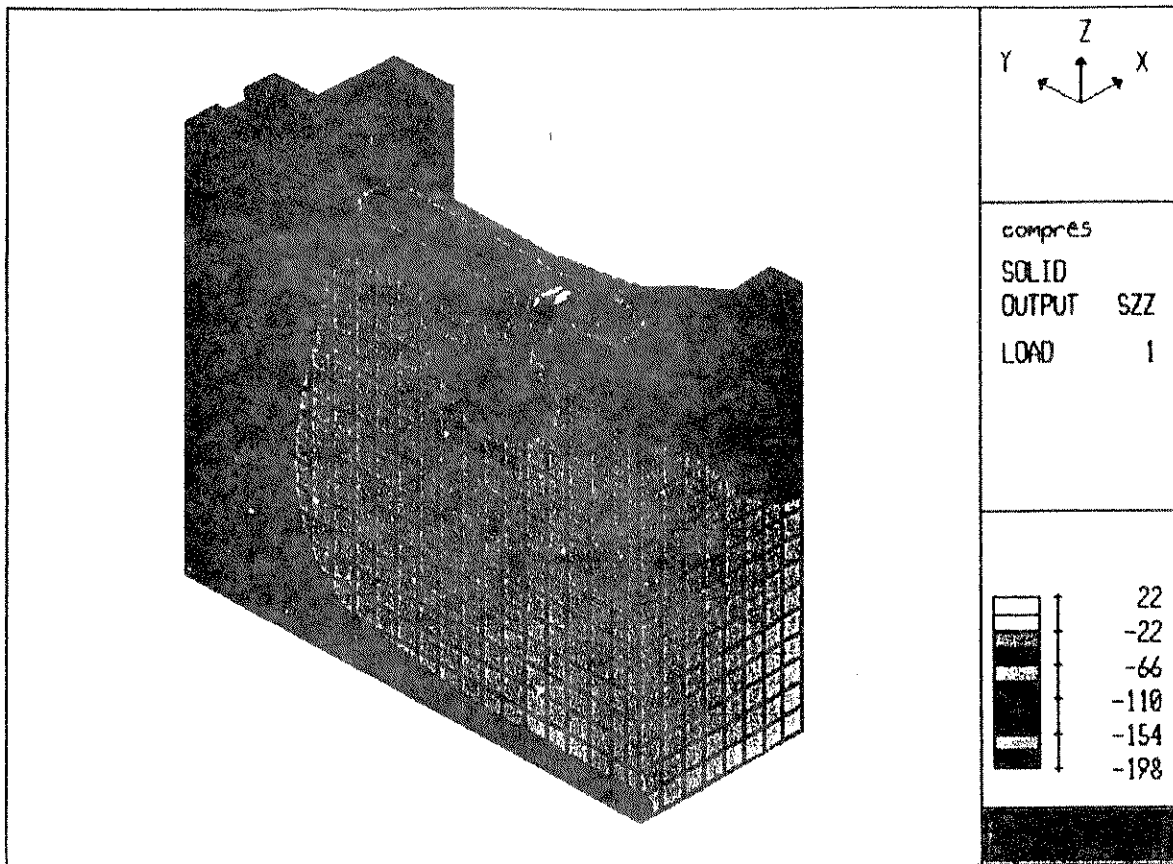 Z
Y X
compres
SOLID
OUTPUT SZZ
LOAD 1
22
-22
-66
-110
-154
-198